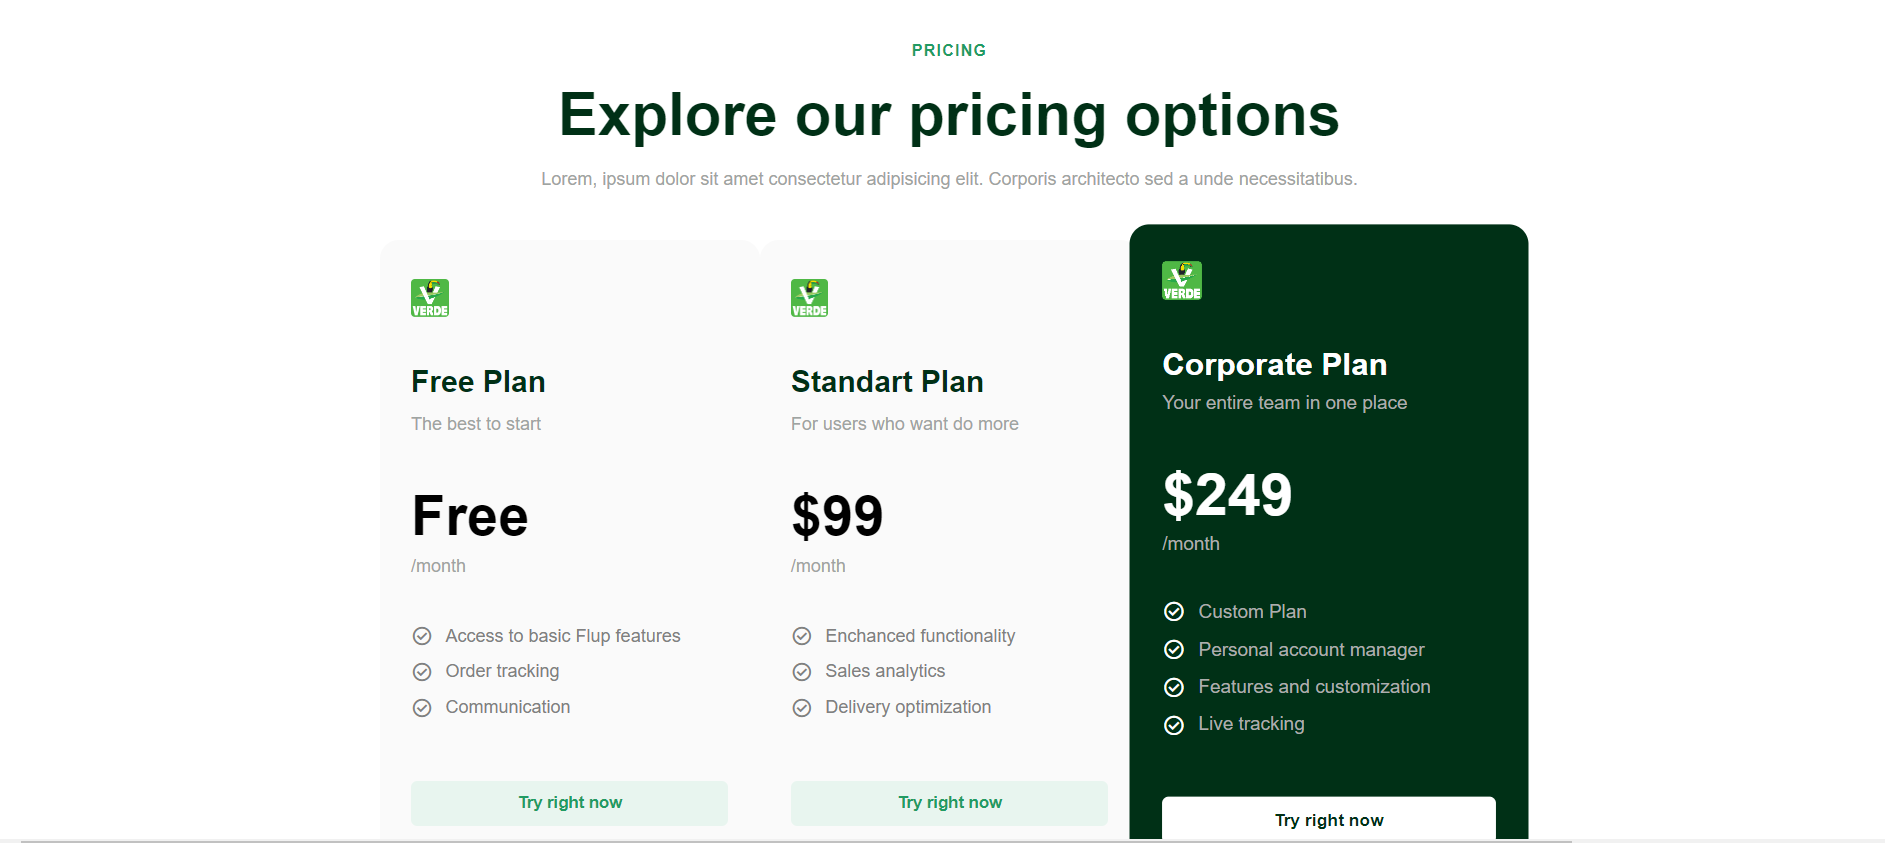 PRICING
Explore our pricing options
Lorem, ipsum dolor sit amet consectetur adipisicing elit. Corporis architecto sed a unde necessitatibus.
V
VERDE
Free Plan
The best to start
Free
/month
Access to basic Flup features
Order tracking
Communication
Try right now
V
VERDE
Standart Plan
For users who want do more
$99
/month
Enchanced functionality
Sales analytics
Delivery optimization
Try right now
V
VERDE
Corporate Plan
Your entire team in one place
$249
/month
Custom Plan
Personal account manager
Features and customization
Live tracking
Try right now